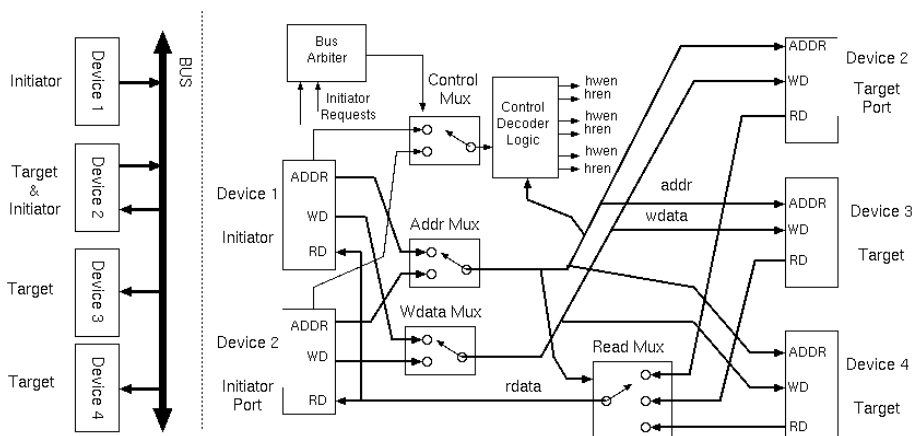 Initiator
Device 1
BUS
Target
&
Initiator
Device 2
Target
Device 3
Target
Device 4
Bus
Arbiter
Initiator
Requests
Control
Mux
Control
Decoder
Logic
hwen
hren
hwen
hren
hwen
hren
Device 1
Initiator
ADDR
WD
RD
Device 2
Initiator
Port
ADDR
WD
RD
Addr Mux
Wdata Mux
Read Mux
addr
wdata
rdata
ADDR
WD
RD
Device 2
Target
Port
ADDR
WD
RD
Device 3
Target
ADDR
WD
RD
Device 4
Target